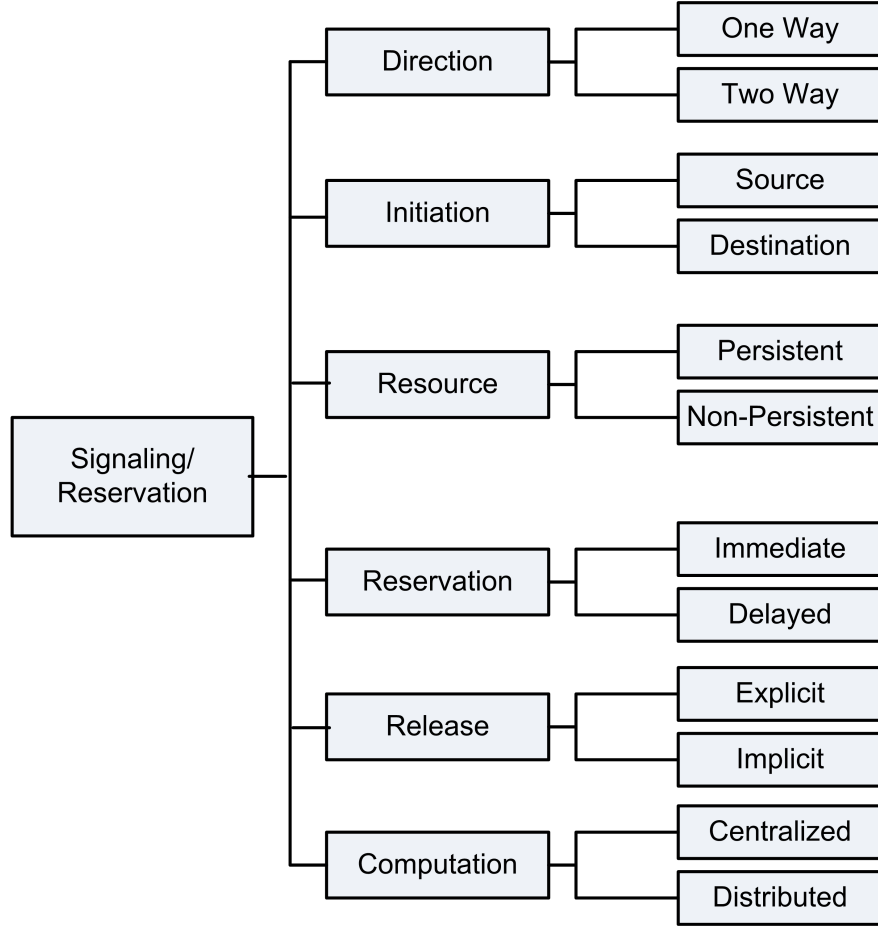 One Way
Direction
Two Way
Source
Initiation
Destination
Persistent
Resource
Non-Persistent
Signaling/
Reservation
Immediate
Reservation
Delayed
Explicit
Release
Implicit
Centralized
Computation
Distributed